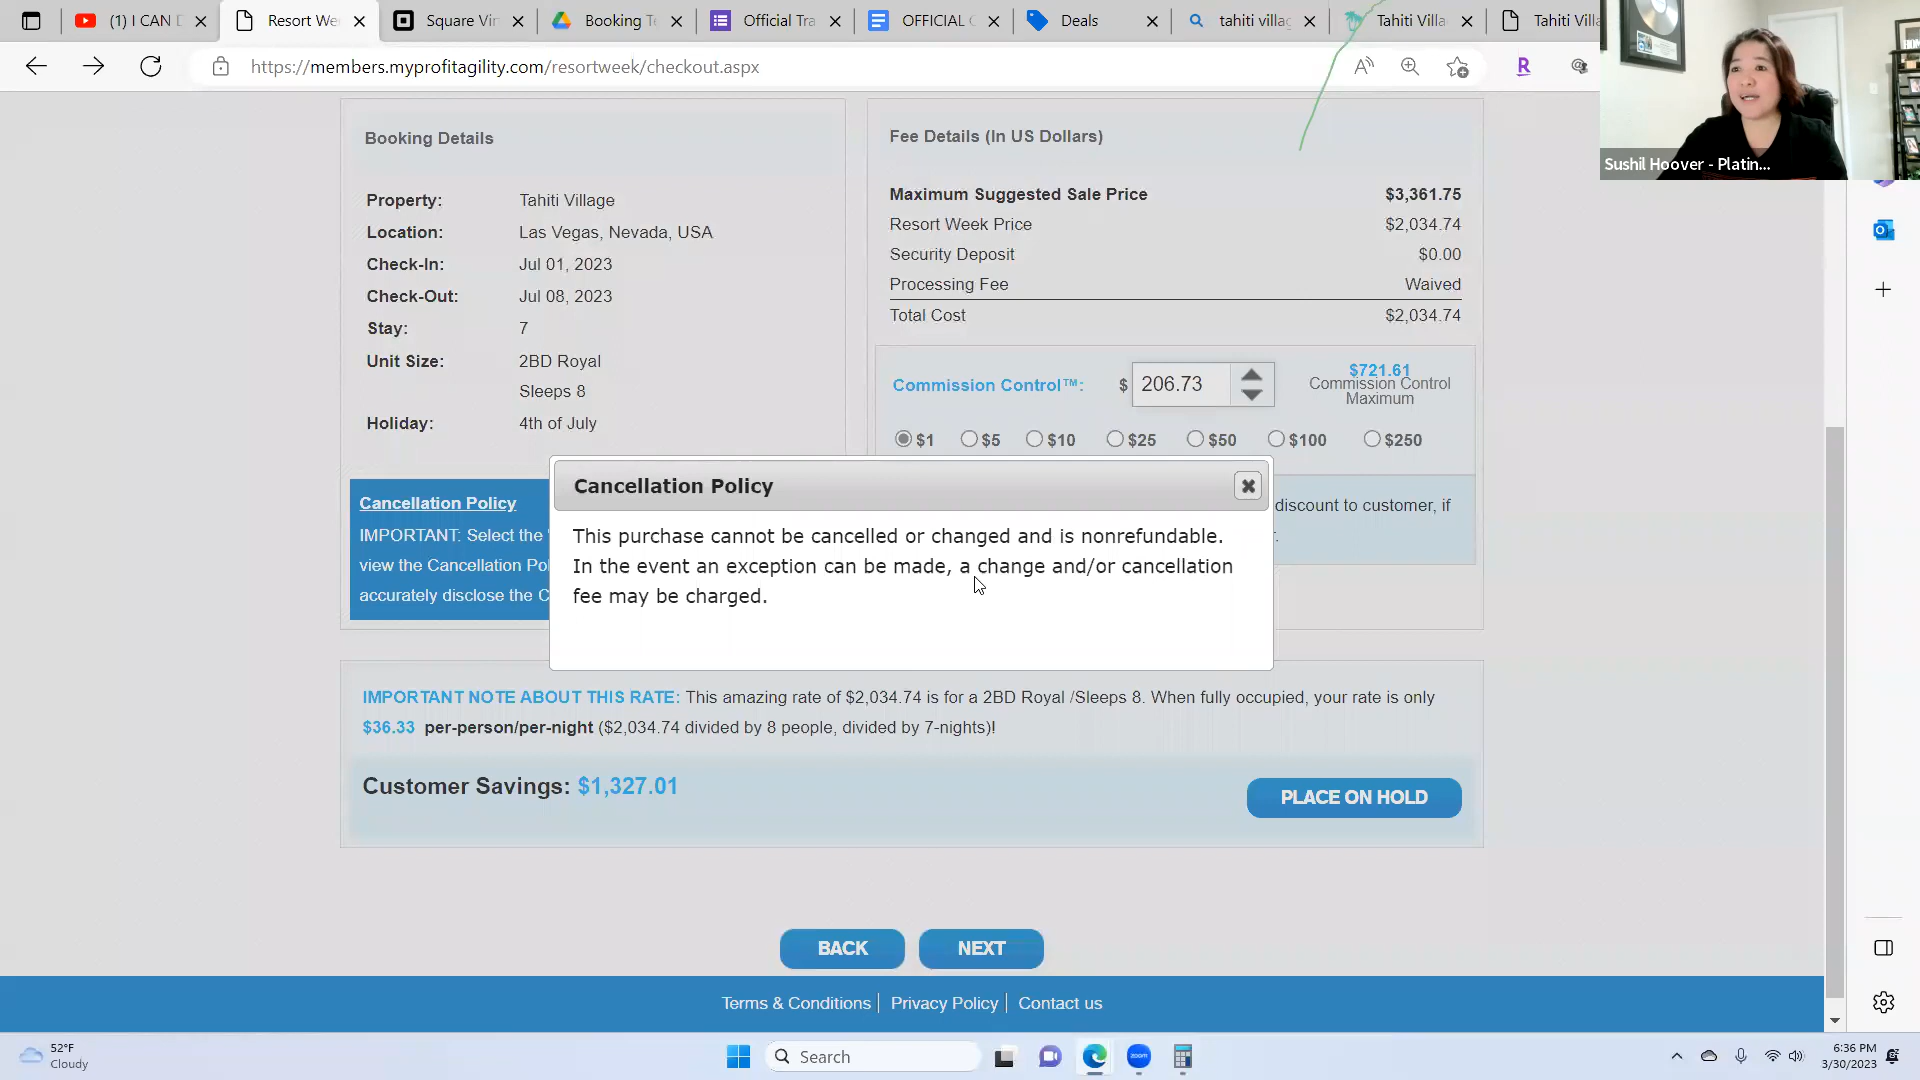 (1) I CAN D
Resort We
Square Vir
Booking Te
Official Tra
OFFICIAL C
Deals
tahiti villag
Tahiti Villa
Tahiti Villa
https://members.myprofitagility.com/resortweek/checkout.aspx
Sushil Hoover - Platin...
Booking Details
Property: Tahiti Village
Location: Las Vegas, Nevada, USA
Check-In: Jul 01, 2023
Check-Out: Jul 08, 2023
Stay: 7
Unit Size: 2BD Royal
Sleeps 8
Holiday: 4th of July
Fee Details (In US Dollars)
Maximum Suggested Sale Price $3,361.75
Resort Week Price $2,034.74
Security Deposit $0.00
Processing Fee Waived
Total Cost $2,034.74
Commission Control™: $ 206.73
$721.61
Commission Control
Maximum
$1 $5 $10 $25 $50 $100 $250
Cancellation Policy
IMPORTANT: Select the
view the Cancellation Pol
accurately disclose the C
discount to customer, if
Cancellation Policy
This purchase cannot be cancelled or changed and is nonrefundable.
In the event an exception can be made, a change and/or cancellation
fee may be charged.
IMPORTANT NOTE ABOUT THIS RATE: This amazing rate of $2,034.74 is for a 2BD Royal /Sleeps 8. When fully occupied, your rate is only
$36.33 per-person/per-night ($2,034.74 divided by 8 people, divided by 7-nights)!
Customer Savings: $1,327.01
PLACE ON HOLD
BACK NEXT
Terms & Conditions | Privacy Policy | Contact us
52°F
Cloudy
Search
zoom
6:36 PM
3/30/2023